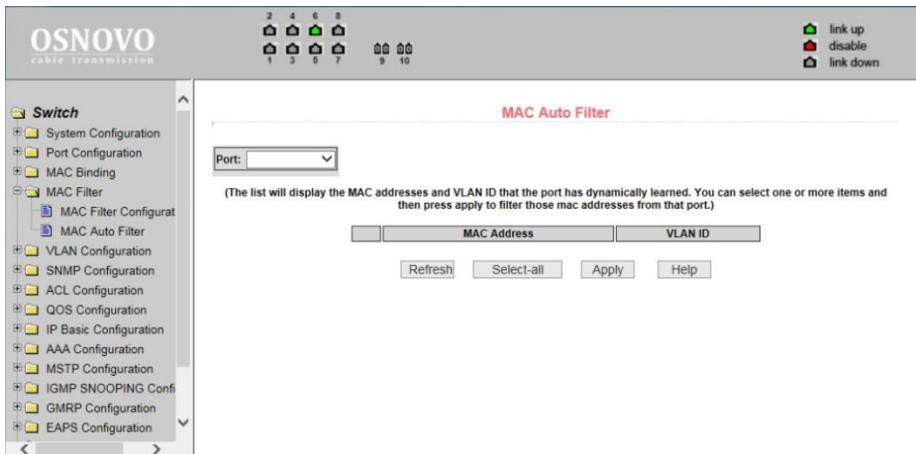 OSNOVO
cable transmission
2 4 6 8
1 3 5 7 9 10
link up
disable
link down
Switch
System Configuration
Port Configuration
MAC Binding
MAC Filter
MAC Filter Configurat
MAC Auto Filter
VLAN Configuration
SNMP Configuration
ACL Configuration
QOS Configuration
IP Basic Configuration
AAA Configuration
MSTP Configuration
IGMP SNOOPING Confi
GMRP Configuration
EAPS Configuration
MAC Auto Filter
Port:
(The list will display the MAC addresses and VLAN ID that the port has dynamically learned. You can select one or more items and
then press apply to filter those mac addresses from that port.)
MAC Address VLAN ID
Refresh Select-all Apply Help